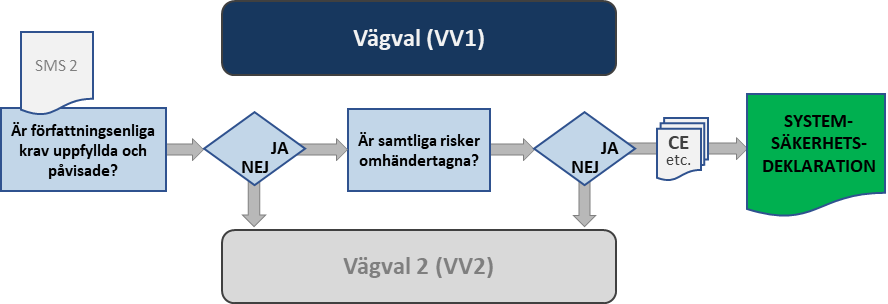 Vägval (VV1)
SMS 2
Är författningsenliga
krav uppfyllda och
påvisade?
JA
NEJ
Är samtliga risker
omhändertagna?
JA
NEJ
CE
etc.
SYSTEM-
SÄKERHETS-
DEKLARATION
Vägval 2 (VV2)